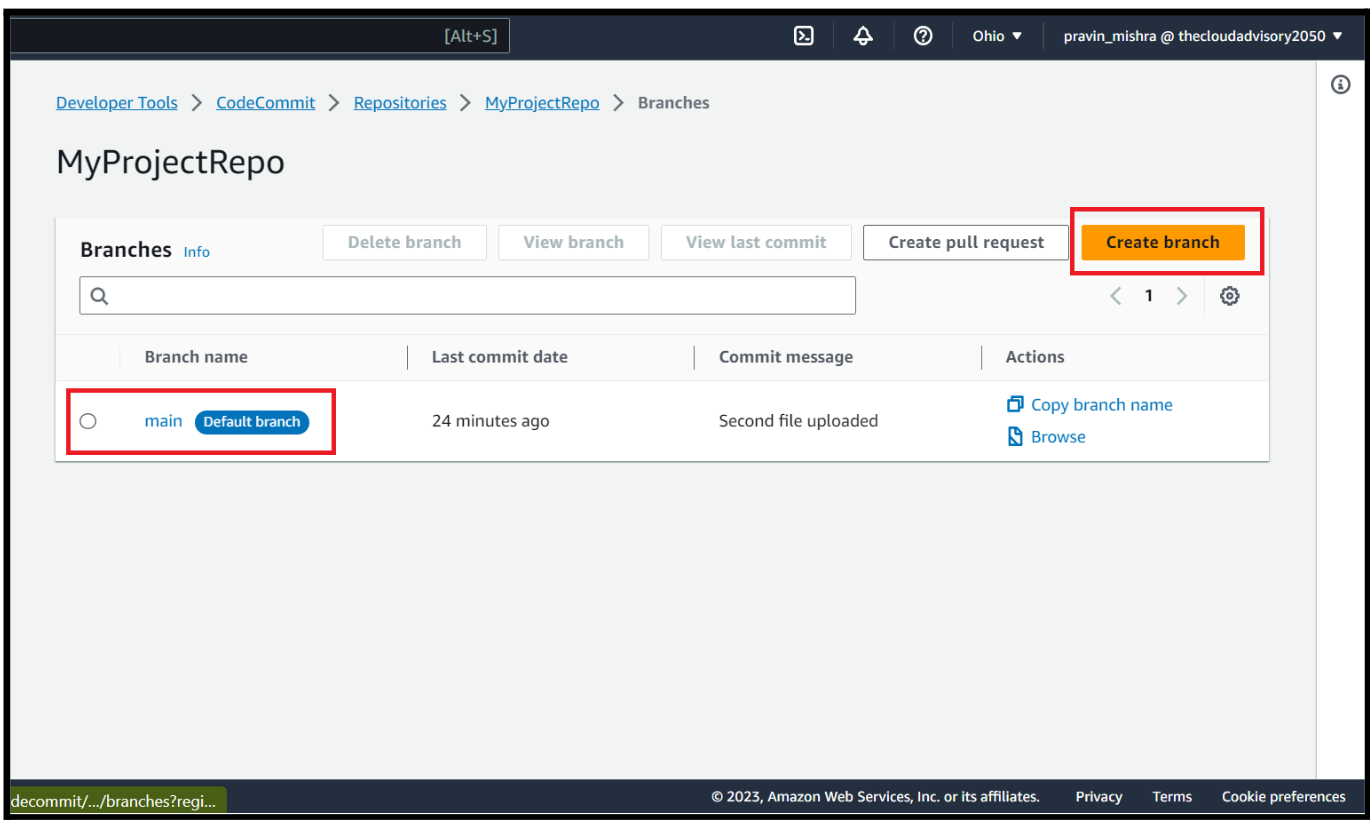 [Alt+S] Ohio ▼ pravin_mishra @ thecloudadvisory2050 ▼
Developer Tools > CodeCommit > Repositories > MyProjectRepo > Branches
MyProjectRepo
Branches Info Delete branch View branch View last commit Create pull request Create branch
< 1 >
Branch name Last commit date Commit message Actions
main Default branch 24 minutes ago Second file uploaded Copy branch name
Browse
decommit/.../branches?regi... © 2023, Amazon Web Services, Inc. or its affiliates. Privacy Terms Cookie preferences